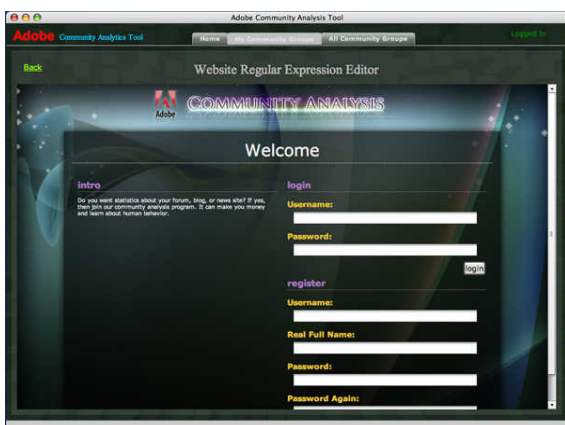 Adobe Community Analysis Tool
Adobe Community Analytics Tool
Home My Community Groups All Community Groups
Logged In
Back
Website Regular Expression Editor
Adobe
COMMUNITY ANALYSIS
Welcome
intro
Do you want statistics about your forum, blog, or news site? If yes,
then join our community analysis program. It can make you money
and learn about human behavior.
login
Username:
Password:
login
register
Username:
Real Full Name:
Password:
Password Again: